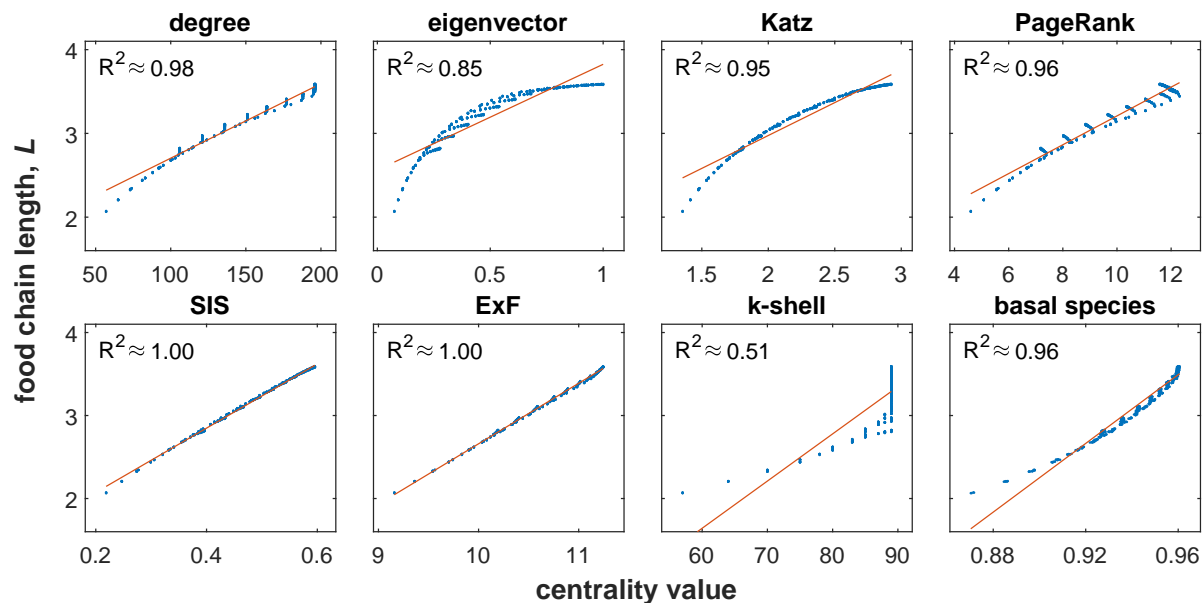 degree eigenvector Katz PageRank
4 R² ≈ 0.98 R² ≈ 0.85 R² ≈ 0.95 R² ≈ 0.96
3
2
50 100 150 200 0 0.5 1 1.5 2 2.5 3 4 6 8 10 12
food chain length, L
SIS ExF k-shell basal species
4 R² ≈ 1.00 R² ≈ 1.00 R² ≈ 0.51 R² ≈ 0.96
3
2
0.2 0.4 0.6 9 10 11 60 70 80 90 0.88 0.92 0.96
centrality value